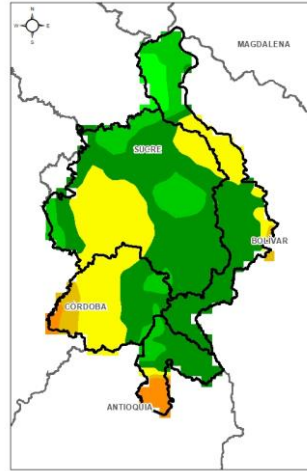 N
W E
S
MAGDALENA
SUCRE
BOLIVAR
CORDOBA
ANTIOQUIA